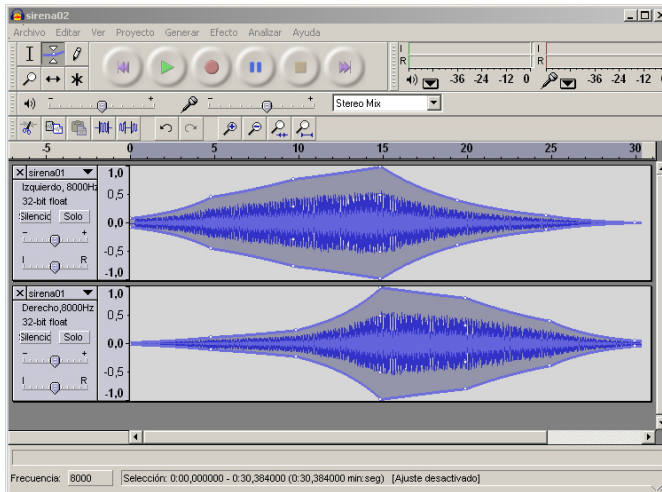 sirena02
Archivo Editar Ver Proyecto Generar Efecto Analizar Ayuda
I
L
R
-36 -24 -12 0
L
R
-36 -24 -12 0
- +
- +
Stereo Mix
-5 0 5 10 15 20 25 30
sirena01
Izquierdo, 8000Hz
32-bit float
Silencio Solo
- +
I R
1,0
0,5
0,0
-0,5
-1,0
sirena01
Derecho,8000Hz
32-bit float
Silencio Solo
- +
I R
1,0
0,5
0,0
-0,5
-1,0
Frecuencia: 8000 Selección: 0:00,000000 - 0:30,384000 (0:30,384000 min:seg) [Ajuste desactivado]